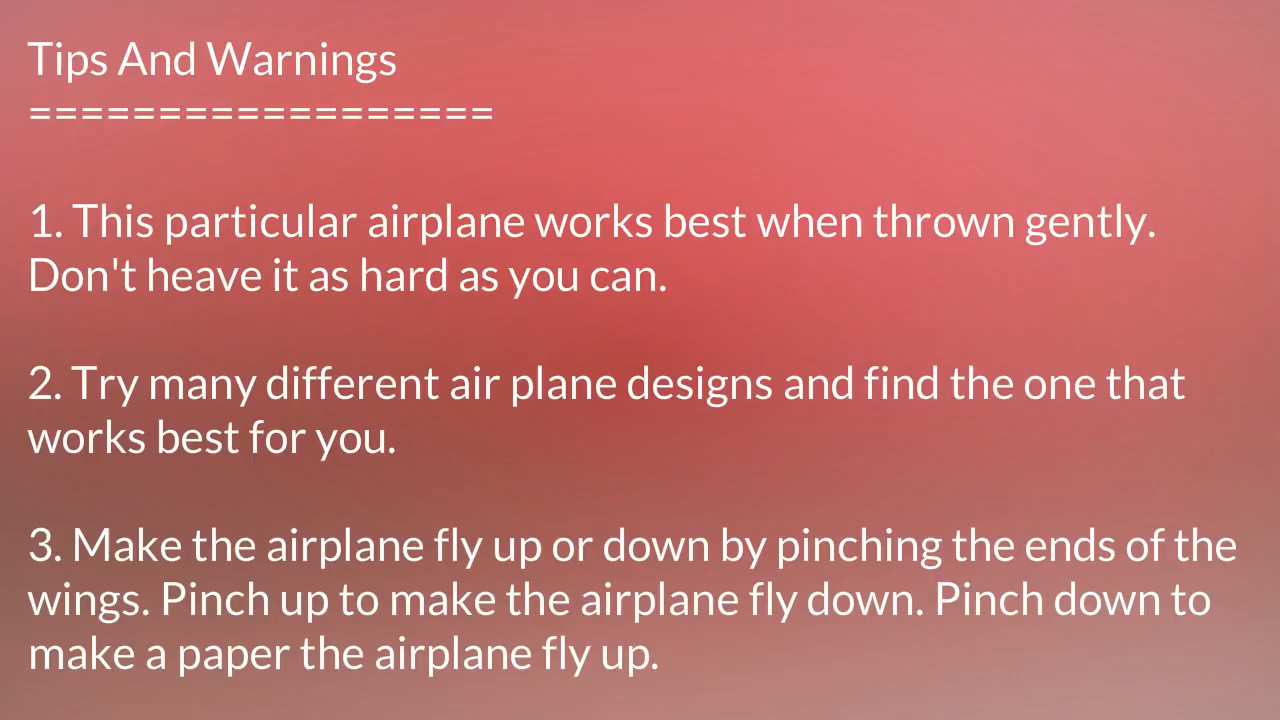 Tips And Warnings
==================
1. This particular airplane works best when thrown gently.
Don't heave it as hard as you can.
2. Try many different air plane designs and find the one that
works best for you.
3. Make the airplane fly up or down by pinching the ends of the
wings. Pinch up to make the airplane fly down. Pinch down to
make a paper the airplane fly up.